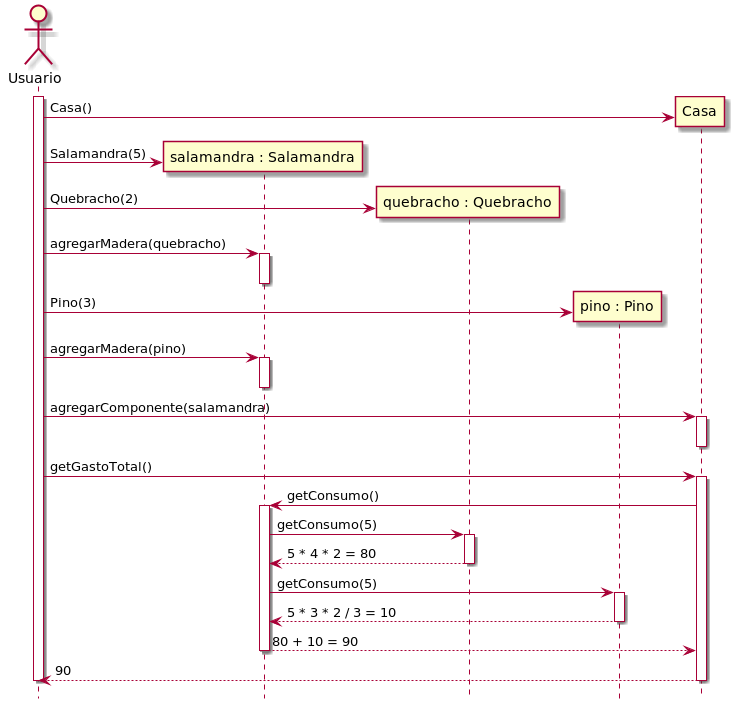 Usuario
Casa()
Casa
Salamandra(5)
salamandra : Salamandra
Quebracho(2)
quebracho : Quebracho
agregarMadera(quebracho)
Pino(3)
pino : Pino
agregarMadera(pino)
agregarComponente(salamandra)
getGastoTotal()
getConsumo()
getConsumo(5)
5 * 4 * 2 = 80
getConsumo(5)
5 * 3 * 2 / 3 = 10
80 + 10 = 90
90